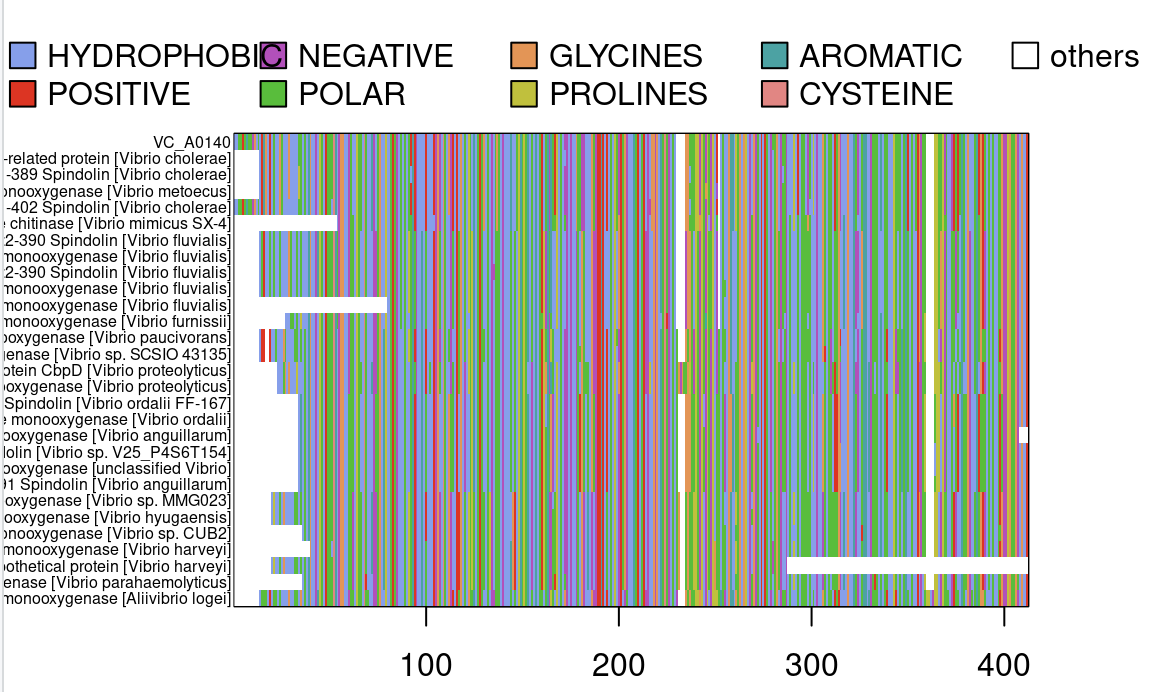 HYDROPHOBIC NEGATIVE GLYCINES AROMATIC others
POSITIVE POLAR PROLINES CYSTEINE
VC_A0140
-related protein [Vibrio cholerae]
-389 Spindolin [Vibrio cholerae]
onooxygenase [Vibrio metoecus]
-402 Spindolin [Vibrio cholerae]
chitinase [Vibrio mimicus SX-4]
2-390 Spindolin [Vibrio fluvialis]
monooxygenase [Vibrio fluvialis]
2-390 Spindolin [Vibrio fluvialis]
monooxygenase [Vibrio fluvialis]
monooxygenase [Vibrio fluvialis]
monooxygenase [Vibrio furnissii]
oxygenase [Vibrio paucivorans]
genase [Vibrio sp. SCSIO 43135]
otein CbpD [Vibrio proteolyticus]
ooxygenase [Vibrio proteolyticus]
Spindolin [Vibrio ordalii FF-167]
e monooxygenase [Vibrio ordalii]
ooxygenase [Vibrio anguillarum]
dolin [Vibrio sp. V25_P4S6T154]
ooxygenase [unclassified Vibrio]
91 Spindolin [Vibrio anguillarum]
oxygenase [Vibrio sp. MMG023]
ooxygenase [Vibrio hyugaensis]
onooxygenase [Vibrio sp. CUB2]
monooxygenase [Vibrio harveyi]
pothetical protein [Vibrio harveyi]
enase [Vibrio parahaemolyticus]
monooxygenase [Aliivibrio logei]
100 200 300 400